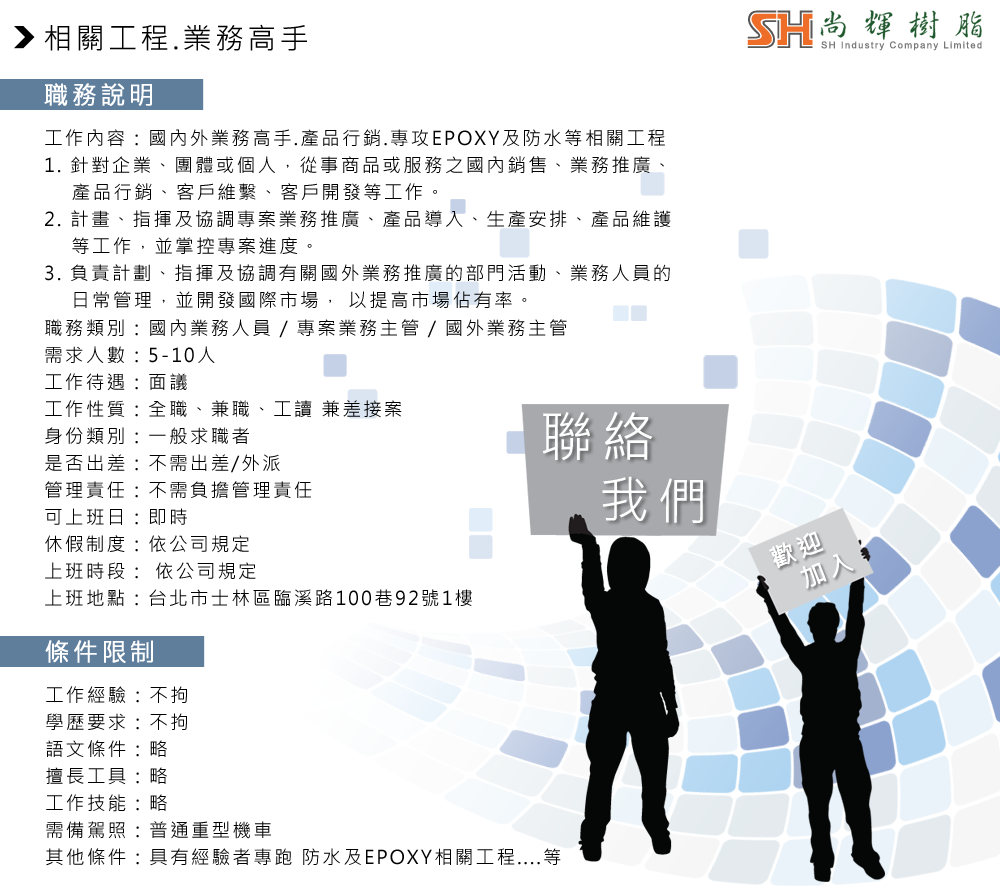 相關工程.業務高手
SH 尚輝樹脂
SH Industry Company Limited
職務說明
工作內容：國內外業務高手.產品行銷.專攻EPOXY及防水等相關工程
1. 針對企業、團體或個人，從事商品或服務之國內銷售、業務推廣、
產品行銷、客戶維繫、客戶開發等工作。
2. 計畫、指揮及協調專案業務推廣、產品導入、生產安排、產品維護
等工作，並掌控專案進度。
3. 負責計劃、指揮及協調有關國外業務推廣的部門活動、業務人員的
日常管理，並開發國際市場， 以提高市場佔有率。
職務類別：國內業務人員 / 專案業務主管 / 國外業務主管
需求人數：5-10人
工作待遇：面議
工作性質：全職、兼職、工讀 兼差接案
身份類別：一般求職者
是否出差：不需出差/外派
管理責任：不需負擔管理責任
可上班日：即時
休假制度：依公司規定
上班時段： 依公司規定
上班地點：台北市士林區臨溪路100巷92號1樓
聯絡
我們
歡迎
加入
條件限制
工作經驗：不拘
學歷要求：不拘
語文條件：略
擅長工具：略
工作技能：略
需備駕照：普通重型機車
其他條件：具有經驗者專跑 防水及EPOXY相關工程....等